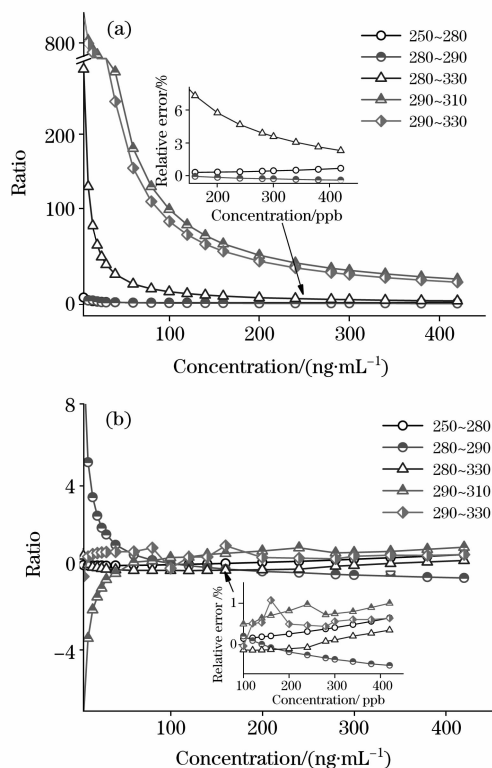 (a)
250~280
280~290
280~330
290~310
290~330
800
200
100
0
Ratio
Relative error/%
6
3
0
200 300 400
Concentration/ppb
100 200 300 400
Concentration/(ng·mL⁻¹)
(b)
250~280
280~290
280~330
290~310
290~330
8
4
0
−4
Ratio
Relative error /%
1
0
100 200 300 400
Concentration/ ppb
100 200 300 400
Concentration/(ng·mL⁻¹)